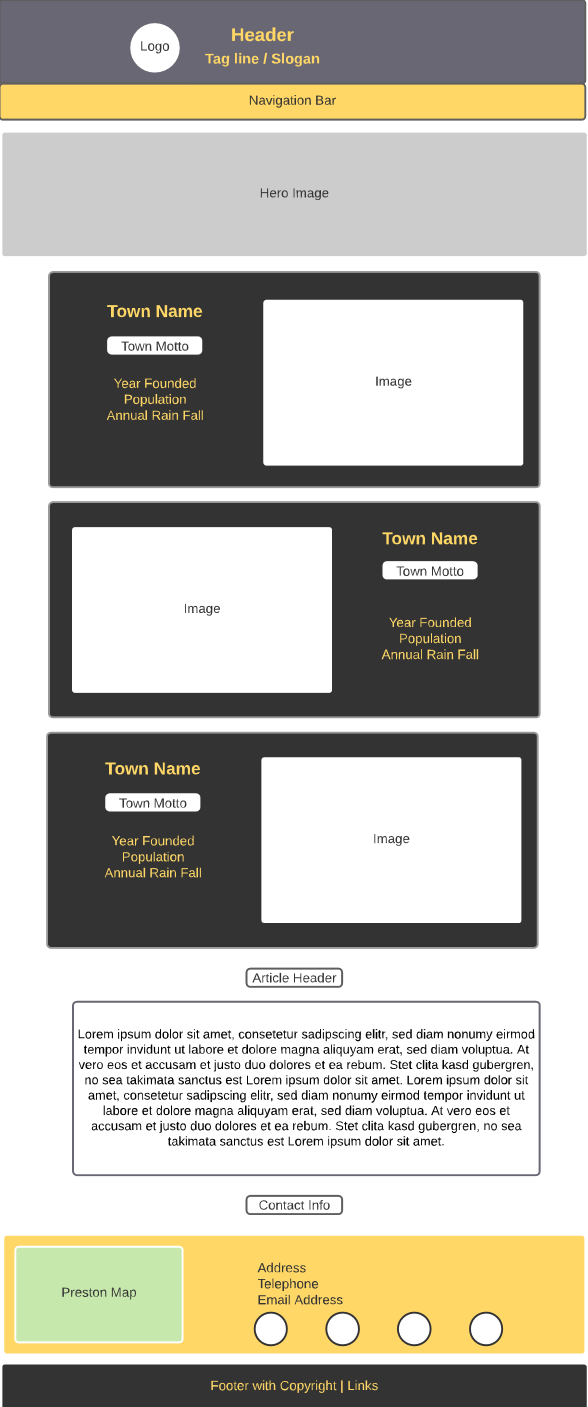 Logo
Header
Tag line / Slogan
Navigation Bar
Hero Image
Town Name
Town Motto
Year Founded
Population
Annual Rain Fall
Image
Image
Town Name
Town Motto
Year Founded
Population
Annual Rain Fall
Town Name
Town Motto
Year Founded
Population
Annual Rain Fall
Image
Article Header
Lorem ipsum dolor sit amet, consetetur sadipscing elitr, sed diam nonumy eirmod
tempor invidunt ut labore et dolore magna aliquyam erat, sed diam voluptua. At
vero eos et accusam et justo duo dolores et ea rebum. Stet clita kasd gubergren,
no sea takimata sanctus est Lorem ipsum dolor sit amet. Lorem ipsum dolor sit
amet, consetetur sadipscing elitr, sed diam nonumy eirmod tempor invidunt ut
labore et dolore magna aliquyam erat, sed diam voluptua. At vero eos et
accusam et justo duo dolores et ea rebum. Stet clita kasd gubergren, no sea
takimata sanctus est Lorem ipsum dolor sit amet.
Contact Info
Preston Map
Address
Telephone
Email Address
Footer with Copyright | Links